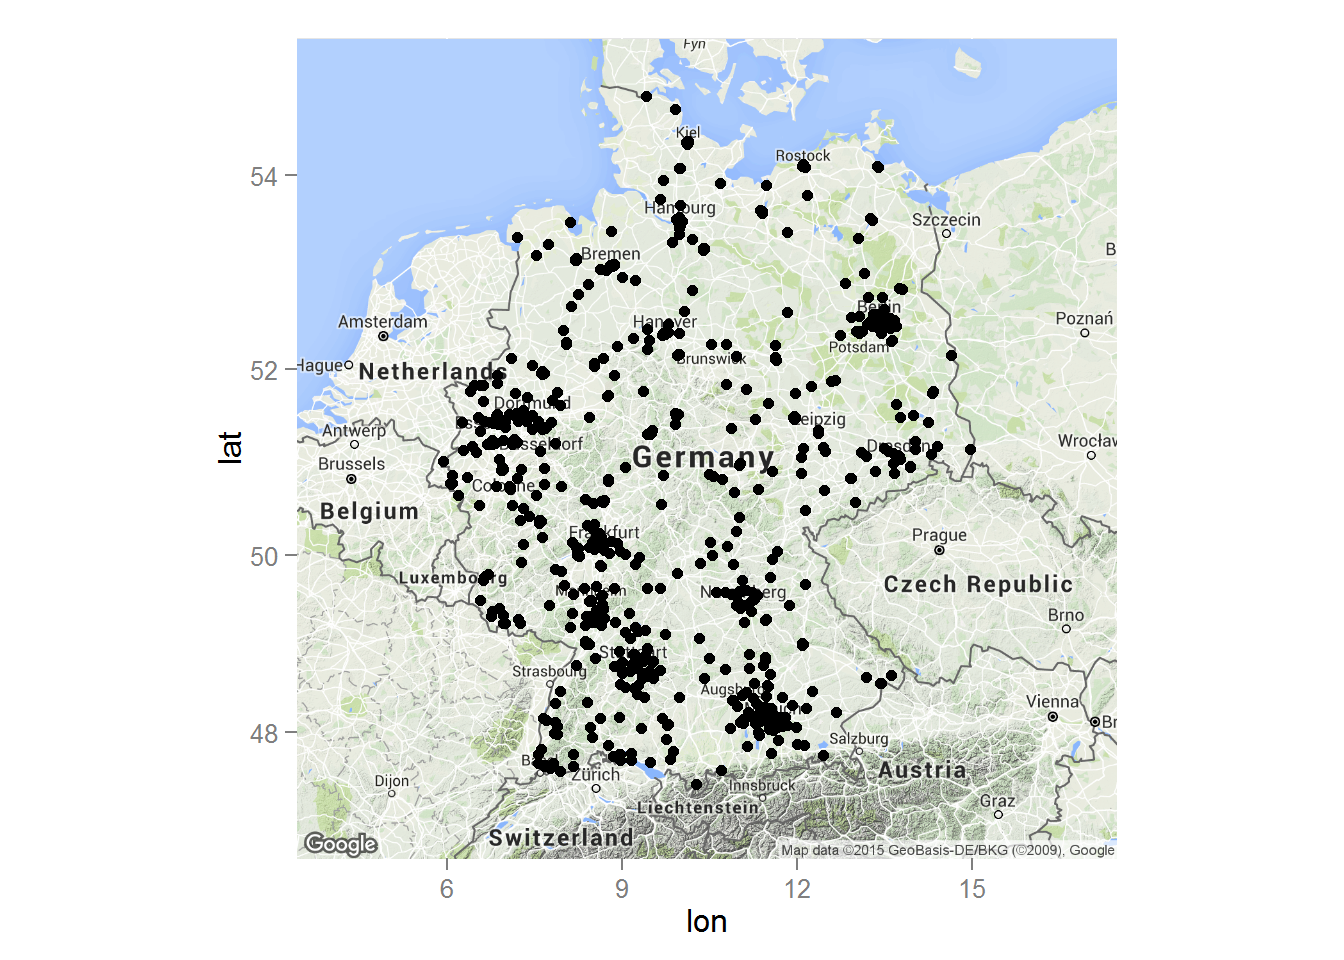 Fyn
Kiel
Rostock
54
Hamburg
Szczecin
B
Bremen
Berlin
Amsterdam
Hanover
Poznań
Potsdam
Hague
Brunswick
52
Netherlands
Dortmund
Leipzig
Antwerp
Düsseldorf
Dresden
Wrocław
lat
Brussels
Germany
Cologne
Belgium
Frankfurt
Prague
50
Luxembourg
Czech Republic
Mannheim
Nuremberg
Brno
Stuttgart
Strasbourg
Augsburg
Vienna
48
Br
Salzburg
Zürich
Austria
Dijon
Innsbruck
Liechtenstein
Graz
Switzerland
Google
Map data ©2015 GeoBasis-DE/BKG (©2009), Google
6
9
12
15
lon